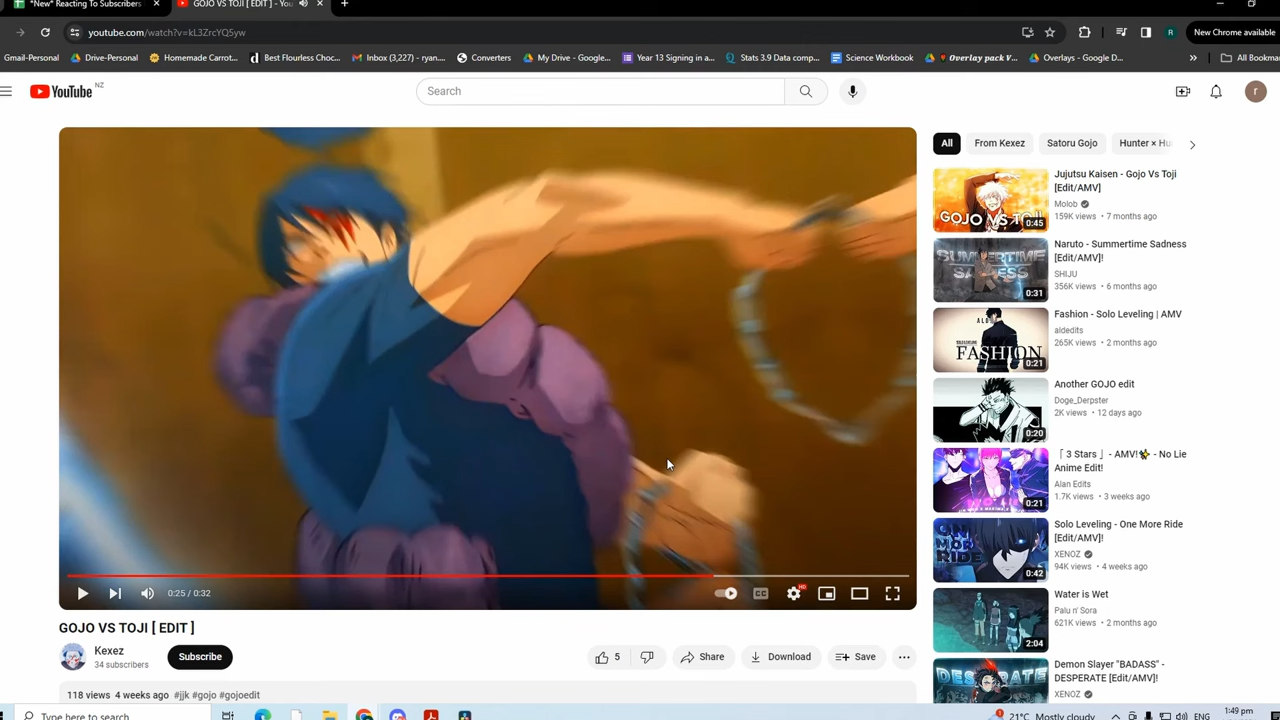 *New* Reacting To Subscribers
GOJO VS TOJI [ EDIT ] - You
youtube.com/watch?v=kL3ZrcYQ5yw
R
New Chrome available
Gmail-Personal
Drive-Personal
Homemade Carrot...
Best Flourless Choc...
Inbox (3,227) - ryan....
Converters
My Drive - Google...
Year 13 Signing in a...
Stats 3.9 Data comp...
Science Workbook
Overlay pack V...
Overlays - Google D...
»
All Bookmar
YouTube NZ
Search
r
All
From Kexez
Satoru Gojo
Hunter × Hu
GOJO VS TOJI
0:45
Jujutsu Kaisen - Gojo Vs Toji
[Edit/AMV]
Molob
159K views • 7 months ago
SUMMERTIME
SADNESS
0:31
Naruto - Summertime Sadness
[Edit/AMV]!
SHIJU
356K views • 6 months ago
FASHION
0:21
Fashion - Solo Leveling | AMV
aldedits
265K views • 2 months ago
0:20
Another GOJO edit
Doge_Derpster
2K views • 12 days ago
0:21
「 3 Stars 」 - AMV!✨ - No Lie
Anime Edit!
Alan Edits
1.7K views • 3 weeks ago
ON
MORE
RIDE
0:42
Solo Leveling - One More Ride
[Edit/AMV]!
XENOZ
94K views • 4 weeks ago
2:04
Water is Wet
Palu n' Sora
621K views • 2 months ago
DESPERATE
Demon Slayer "BADASS" -
DESPERATE [Edit/AMV]!
XENOZ
0:25 / 0:32
CC
HD
GOJO VS TOJI [ EDIT ]
Kexez
34 subscribers
Subscribe
5
Share
Download
Save
118 views 4 weeks ago #jjk #gojo #gojoedit
Type here to search
21°C Mostly cloudy
ENG
1:49 pm